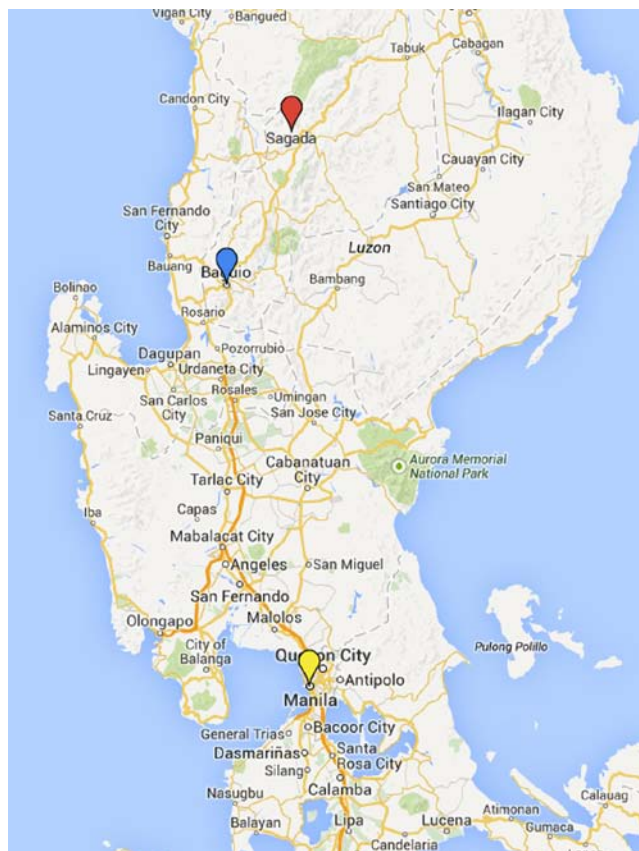 Vigan City
Bangued
Tabuk
Cabagan
Candon City
Ilagan City
Sagada
Cauayan City
San Mateo
Santiago City
San Fernando
City
Luzon
Bauang
Baguio
Bambang
Bolinao
Rosario
Alaminos City
Dagupan
Pozorrubio
Lingayen
Urdaneta City
San Carlos
City
Rosales
Umingan
San Jose City
Santa Cruz
Paniqui
Aurora Memorial
National Park
Cabanatuan
City
Tarlac City
Iba
Capas
Mabalacat City
Angeles
San Miguel
San Fernando
Malolos
Olongapo
City of
Balanga
Pulong Polillo
Quezon City
Antipolo
Manila
General Trias
Bacoor City
Dasmariñas
Santa
Rosa City
Silang
Calamba
Nasugbu
Calauag
Atimonan
Balayan
Lipa
Lucena
Gumaca
Candelaria